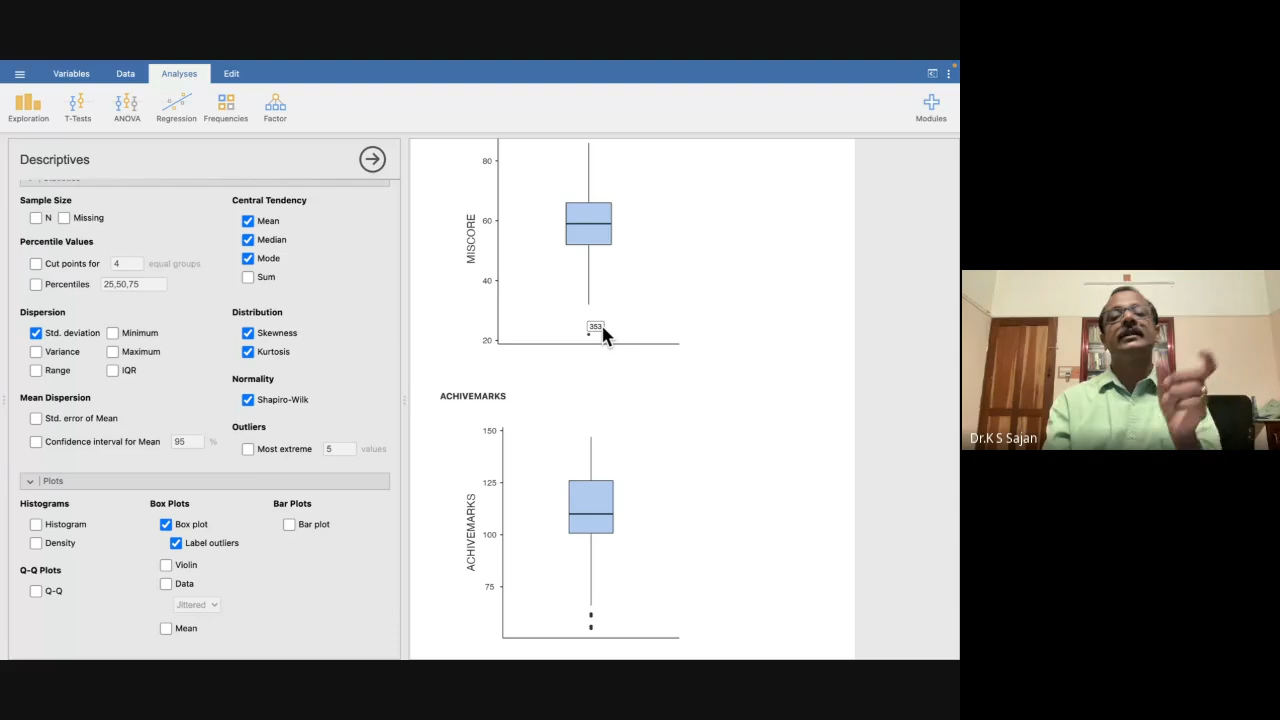 Variables Data Analyses Edit
Exploration T-Tests ANOVA Regression Frequencies Factor Modules
Descriptives
Sample Size
N Missing
Percentile Values
Cut points for 4 equal groups
Percentiles 25,50,75
Dispersion
Std. deviation Minimum
Variance Maximum
Range IQR
Mean Dispersion
Std. error of Mean
Confidence interval for Mean 95 %
Central Tendency
Mean
Median
Mode
Sum
Distribution
Skewness
Kurtosis
Normality
Shapiro-Wilk
Outliers
Most extreme 5 values
Plots
Histograms
Histogram
Density
Q-Q Plots
Q-Q
Box Plots
Box plot
Label outliers
Violin
Data
Jittered
Mean
Bar Plots
Bar plot
80
60
40
20
MISCORE
353
ACHIVEMARKS
150
125
100
75
ACHIVEMARKS
Dr.K S Sajan